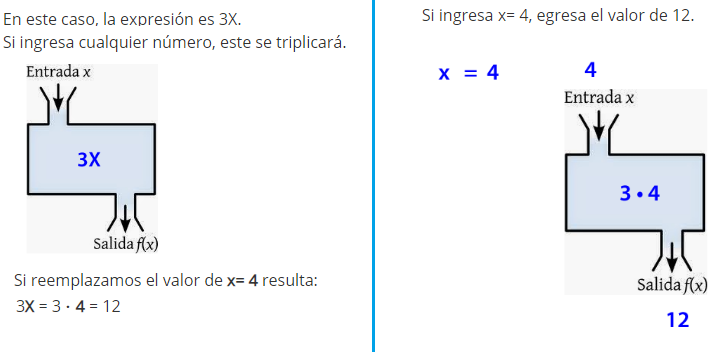 En este caso, la expresión es 3X.
Si ingresa cualquier número, este se triplicará.
Entrada x
3X
Salida f(x)
Si reemplazamos el valor de x= 4 resulta:
3X = 3 · 4 = 12
Si ingresa x= 4, egresa el valor de 12.
x = 4
4
Entrada x
3 • 4
Salida f(x)
12